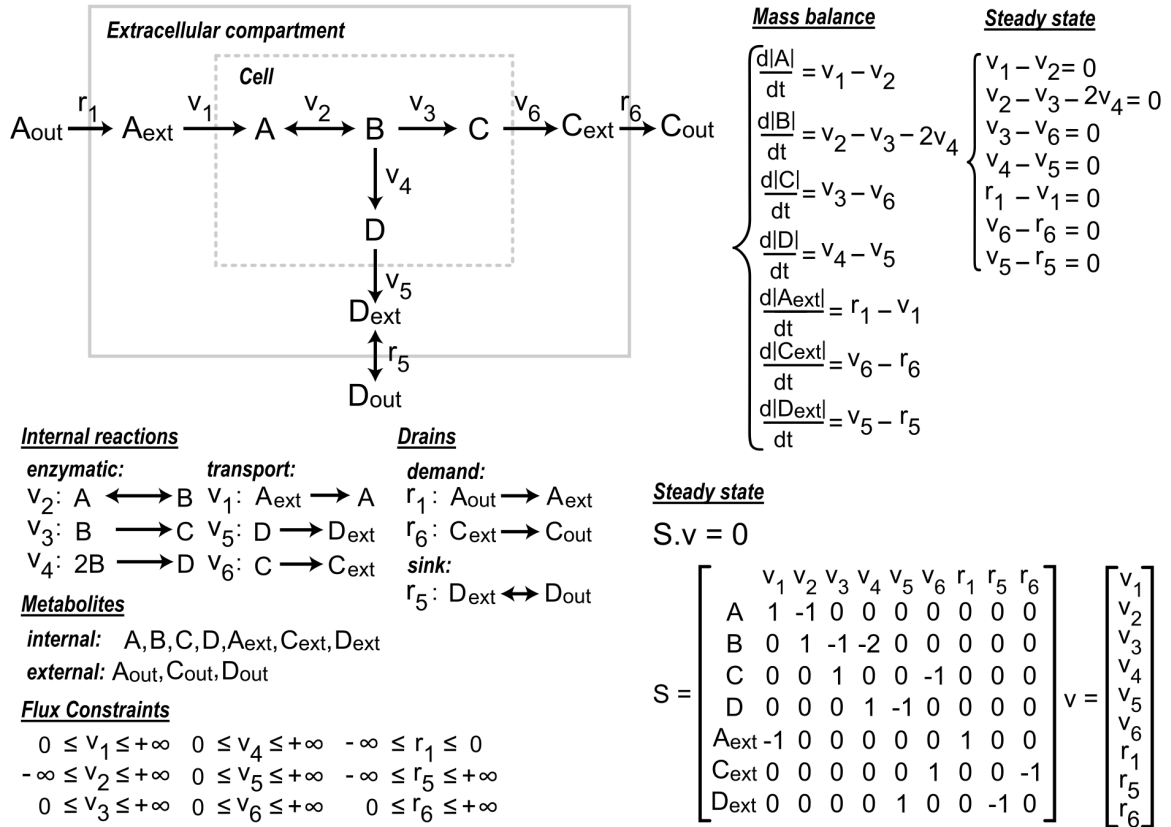 Extracellular compartment
Cell
Aout r1 Aext v1 A v2 B v3 C v6 Cext r6 Cout
v4
D
v5
Dext
r5
Dout
Mass balance
d|A|/dt = v1 – v2
d|B|/dt = v2 – v3 – 2v4
d|C|/dt = v3 – v6
d|D|/dt = v4 – v5
d|Aext|/dt = r1 – v1
d|Cext|/dt = v6 – r6
d|Dext|/dt = v5 – r5
Steady state
v1 – v2 = 0
v2 – v3 – 2v4 = 0
v3 – v6 = 0
v4 – v5 = 0
r1 – v1 = 0
v6 – r6 = 0
v5 – r5 = 0
Internal reactions
enzymatic:
v2: A ⟷ B
v3: B ⟶ C
v4: 2B ⟶ D
transport:
v1: Aext ⟶ A
v5: D ⟶ Dext
v6: C ⟶ Cext
Drains
demand:
r1: Aout ⟶ Aext
r6: Cext ⟶ Cout
sink:
r5: Dext ⟷ Dout
Metabolites
internal: A,B,C,D,Aext,Cext,Dext
external: Aout,Cout,Dout
Flux Constraints
0 ≤ v1 ≤ +∞ 0 ≤ v4 ≤ +∞ -∞ ≤ r1 ≤ 0
-∞ ≤ v2 ≤ +∞ 0 ≤ v5 ≤ +∞ -∞ ≤ r5 ≤ +∞
0 ≤ v3 ≤ +∞ 0 ≤ v6 ≤ +∞ 0 ≤ r6 ≤ +∞
Steady state
S.v = 0
S =
v1 v2 v3 v4 v5 v6 r1 r5 r6
A 1 -1 0 0 0 0 0 0 0
B 0 1 -1 -2 0 0 0 0 0
C 0 0 1 0 0 -1 0 0 0
D 0 0 0 1 -1 0 0 0 0
Aext -1 0 0 0 0 0 1 0 0
Cext 0 0 0 0 0 1 0 0 -1
Dext 0 0 0 0 1 0 0 -1 0
v =
v1
v2
v3
v4
v5
v6
r1
r5
r6